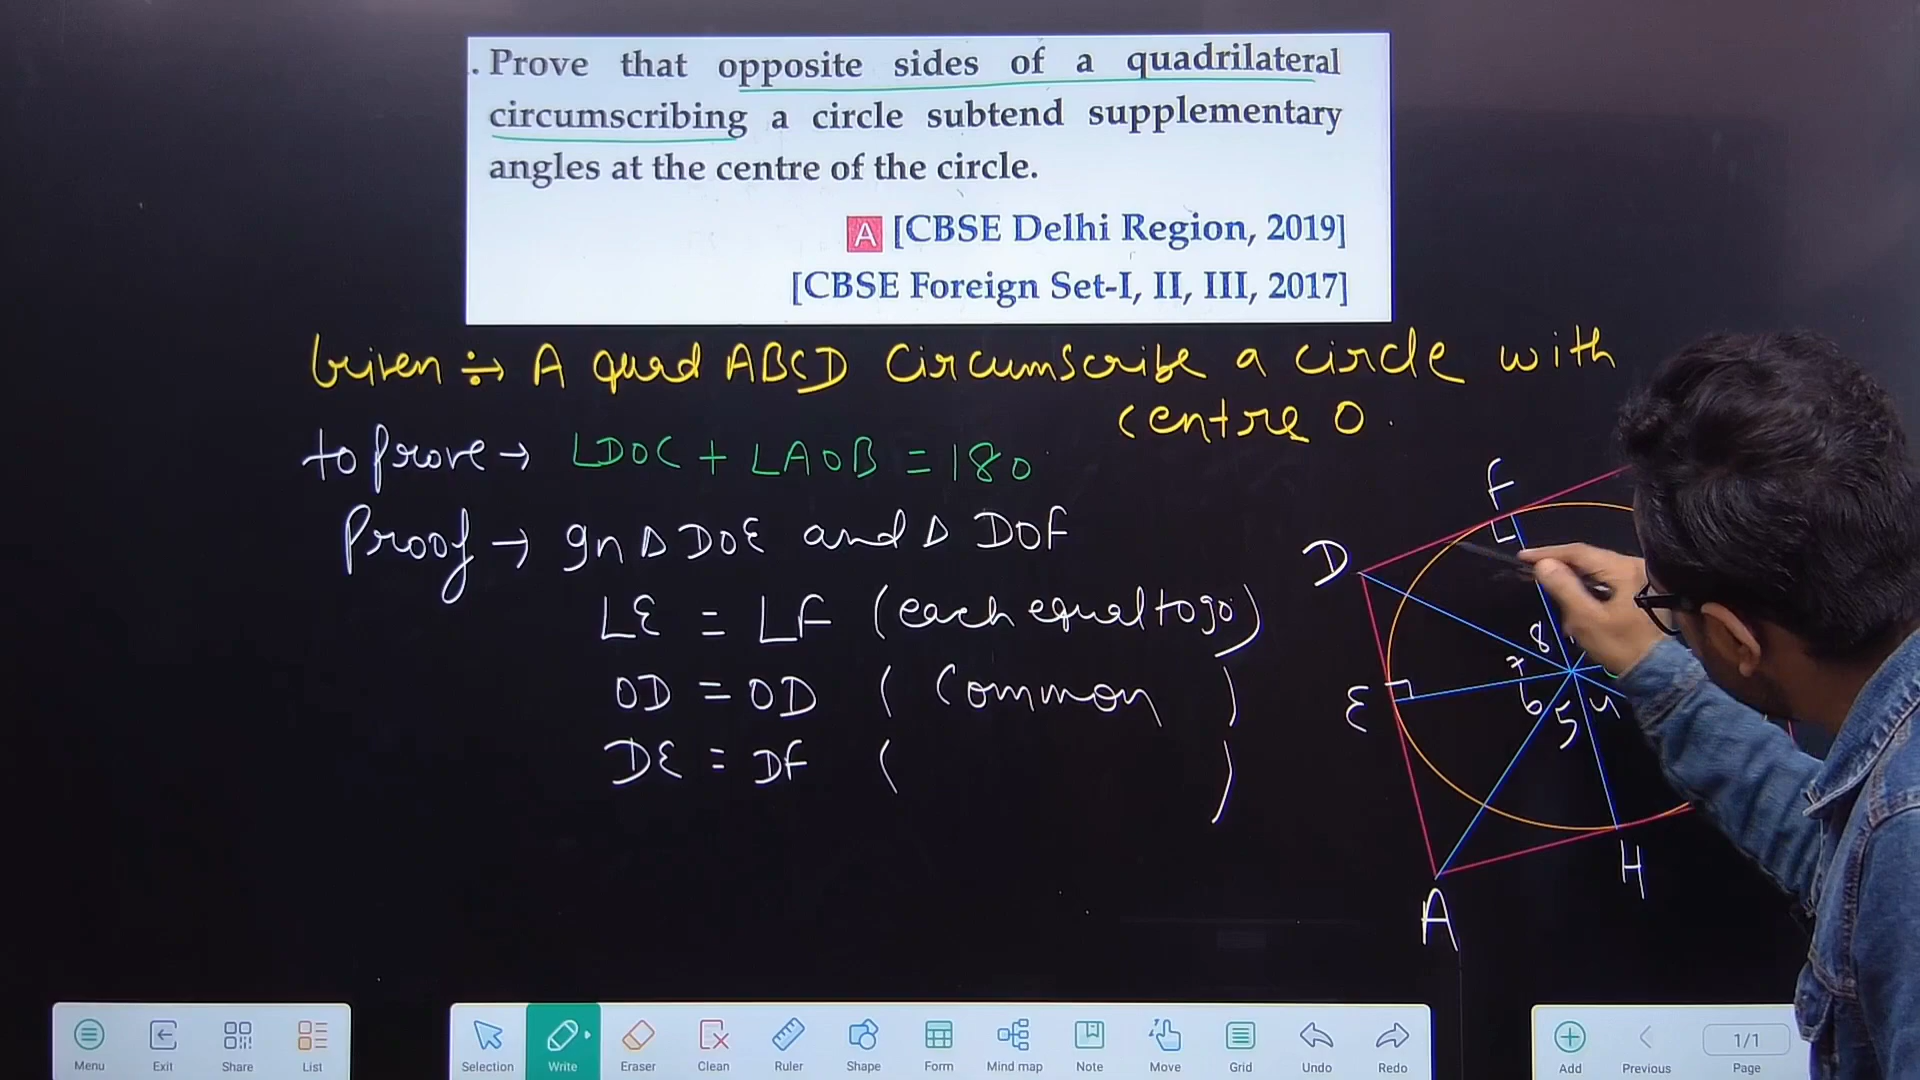 . Prove that opposite sides of a quadrilateral
circumscribing a circle subtend supplementary
angles at the centre of the circle.
A [CBSE Delhi Region, 2019]
[CBSE Foreign Set-I, II, III, 2017]
Given ÷→ A quad ABCD Circumscribe a circle with
centre O.
to Prove → ∠DOC + ∠AOB = 180
Proof → In Δ DOE and Δ DOF
∠E = ∠F (each equal to 90)
OD = OD (Common)
DE = DF ( )
F
D
8
7
E
6 5 4
H
A
Menu Exit Share List
Selection Write Eraser Clean Ruler Shape Form Mind map Note Move Grid Undo Redo
Add Previous 1/1 Page